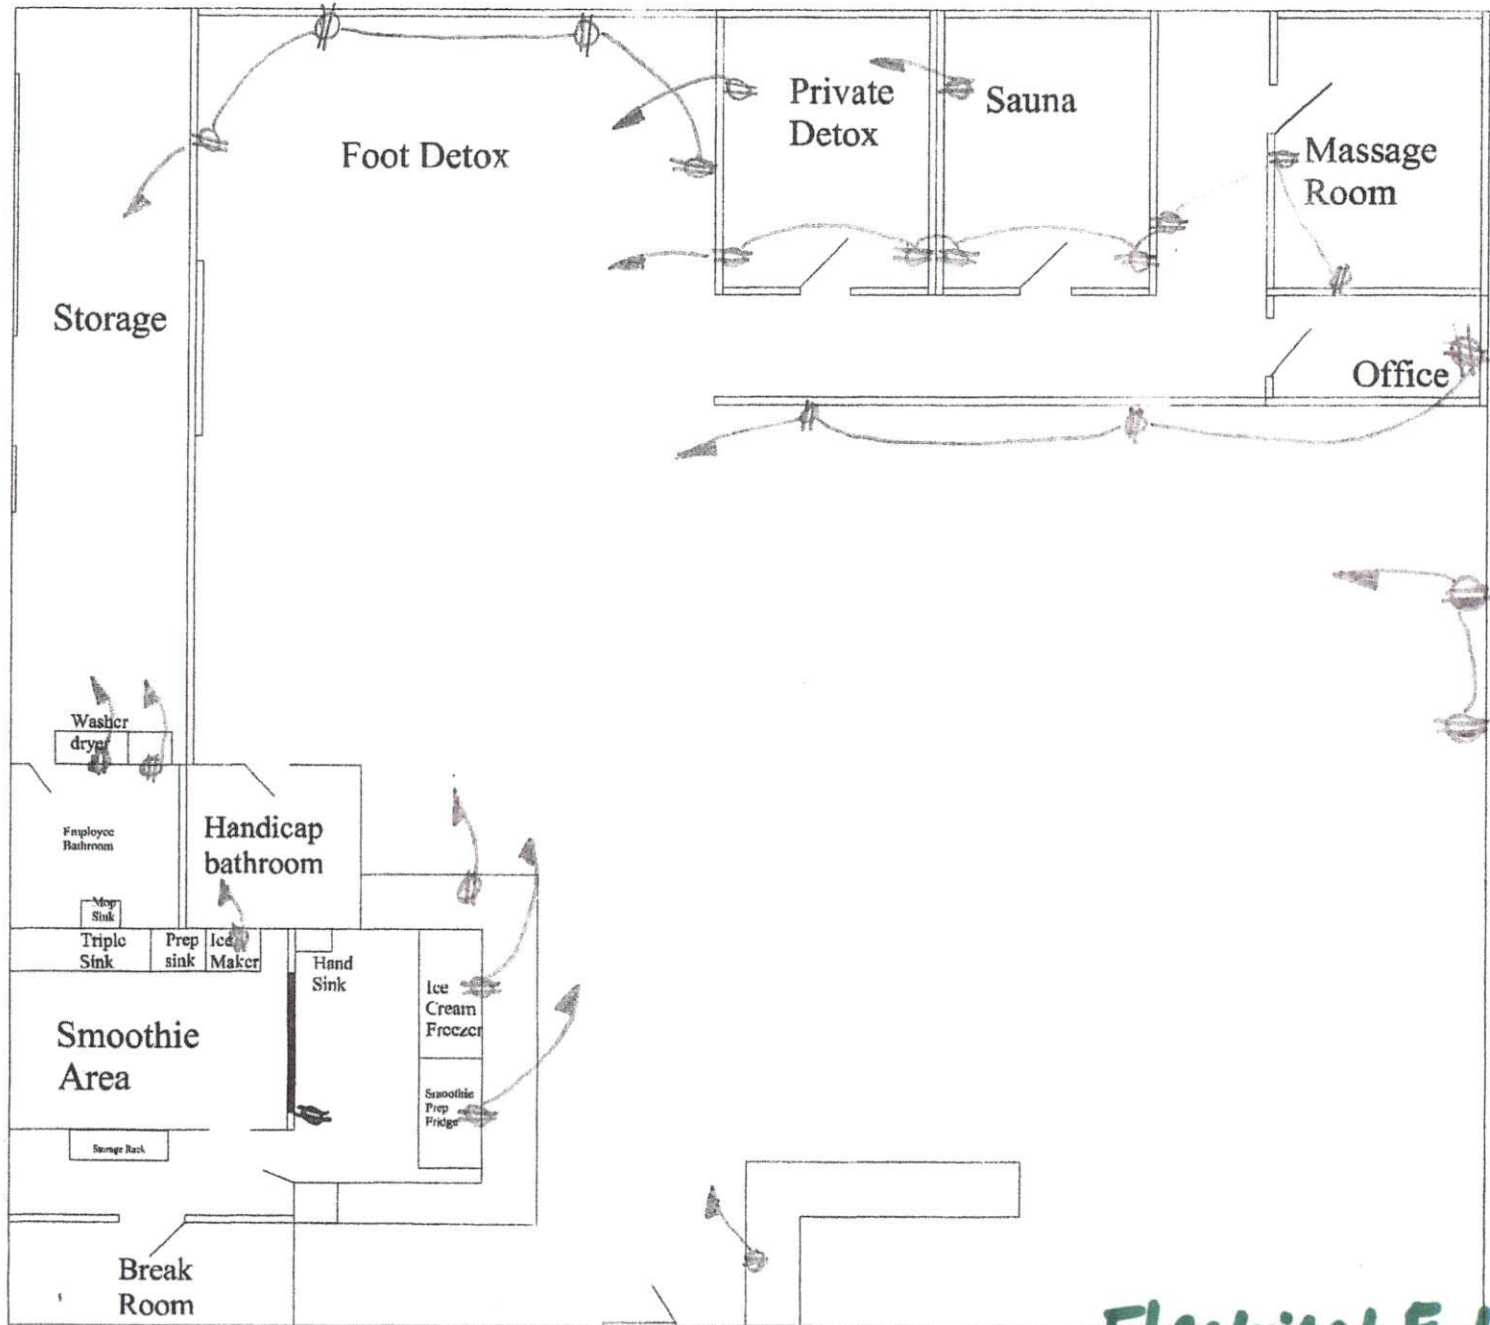 Private
Detox
Sauna
Massage
Room
Foot Detox
Storage
Office
Washer
dryer
Employee
Bathroom
Handicap
bathroom
Mop
Sink
Triple
Sink
Prep
sink
Ice
Maker
Hand
Sink
Ice
Cream
Freezer
Smoothie
Area
Smoothie
Prep
Fridge
Storage Rack
Break
Room
Electrical